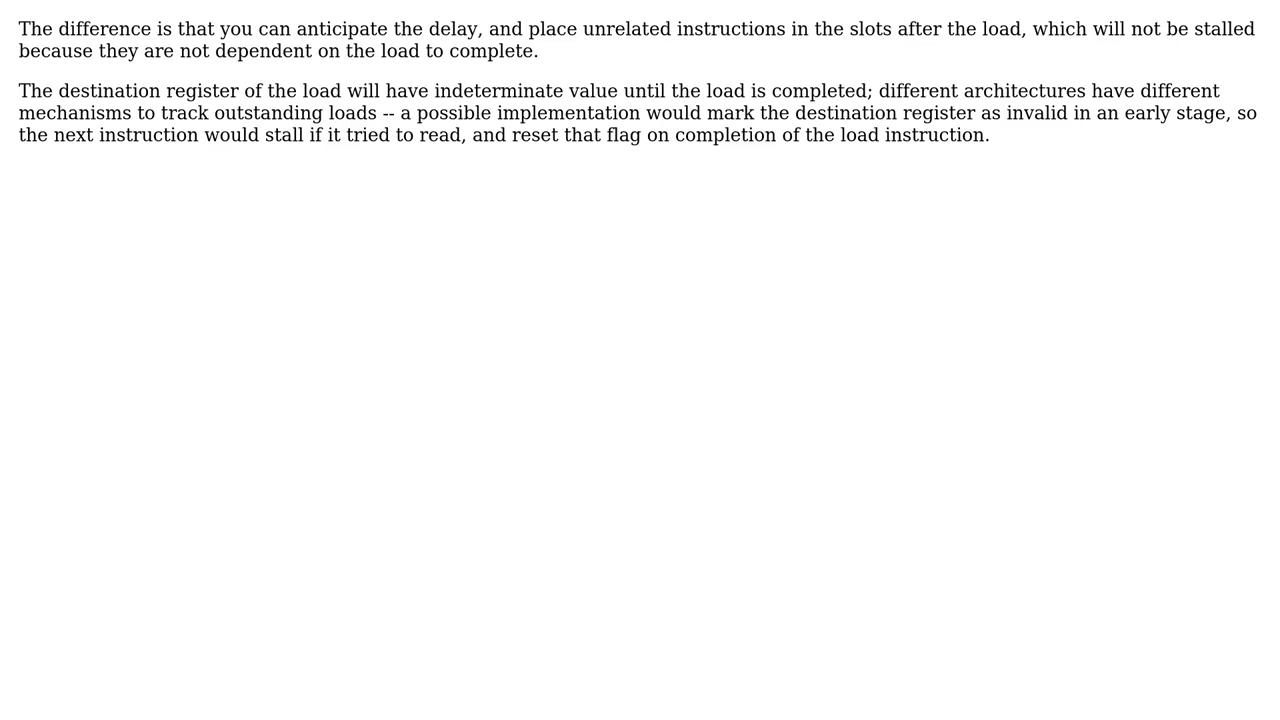 The difference is that you can anticipate the delay, and place unrelated instructions in the slots after the load, which will not be stalled
because they are not dependent on the load to complete.
The destination register of the load will have indeterminate value until the load is completed; different architectures have different
mechanisms to track outstanding loads -- a possible implementation would mark the destination register as invalid in an early stage, so
the next instruction would stall if it tried to read, and reset that flag on completion of the load instruction.